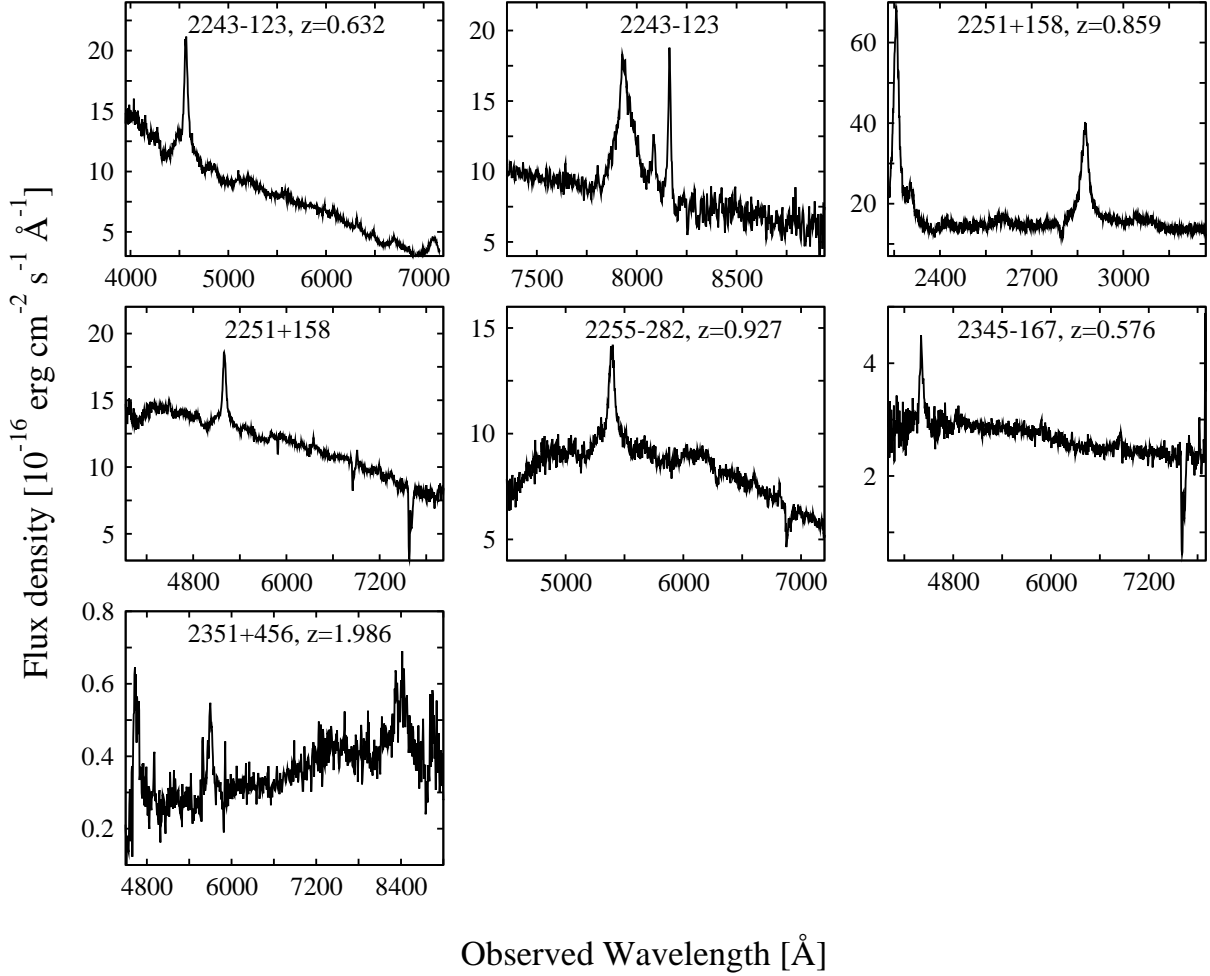 2243-123, z=0.632
20
15
10
5
4000 5000 6000 7000
2243-123
20
15
10
5
7500 8000 8500
2251+158, z=0.859
60
40
20
2400 2700 3000
2251+158
20
15
10
5
4800 6000 7200
2255-282, z=0.927
15
10
5
5000 6000 7000
2345-167, z=0.576
4
2
4800 6000 7200
2351+456, z=1.986
0.8
0.6
0.4
0.2
4800 6000 7200 8400
Flux density [10⁻¹⁶ erg cm⁻² s⁻¹ Å⁻¹]
Observed Wavelength [Å]